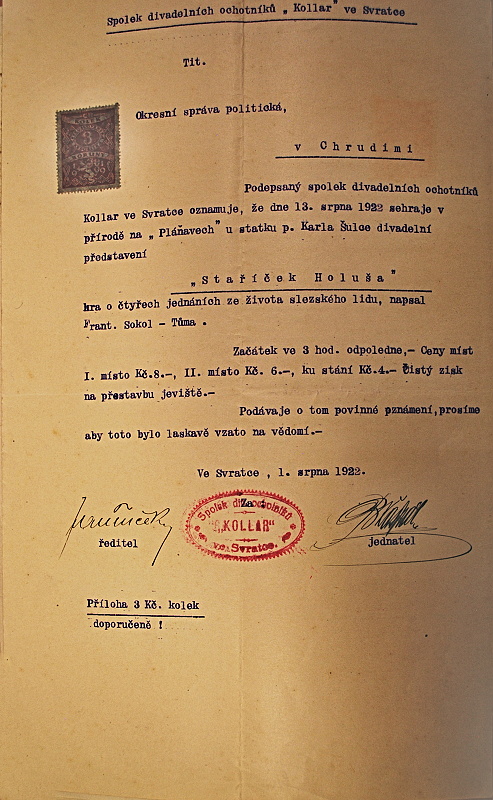 Spolek divadelních ochotníků „ Kollar " ve Svratce
Tit.
Okresní správa politická,
v Chrudimi
Podepsaný spolek divadelních ochotníků
Kollar ve Svratce oznamuje, že dne 13. srpna 1922 sehraje v
přírodě na „ Pláňavech " u statku p. Karla Šulce divadelní
představení
„Staříček Holuša"
hra o čtyřech jednáních ze života slezského lidu, napsal
Frant. Sokol - Tůma .
Začátek ve 3 hod. odpoledne,- Ceny míst
I. místo Kč.8.-, II. místo Kč. 6.-, ku stání Kč.4.- Čistý zisk
na přestavbu jeviště.-
Podávaje o tom povinné pznámení,prosíme
aby toto bylo laskavě vzato na vědomí.-
Ve Svratce , 1. srpna 1922.
Za
Spolek div. ochotníků
"KOLLAR"
ve Svratce.
ředitel
jednatel
Příloha 3 Kč. kolek
doporučeně !